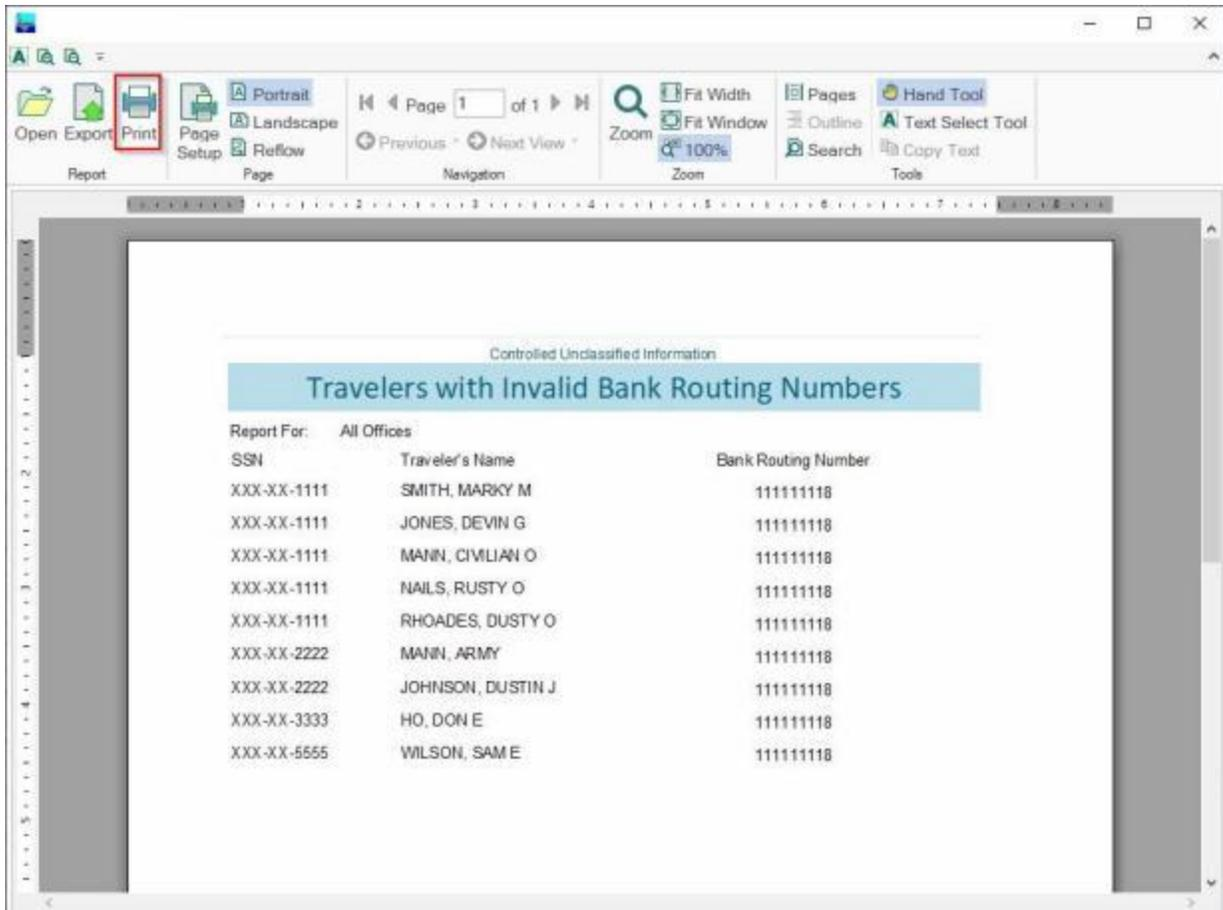 Open Export Print Page Setup Portrait Landscape Reflow Page 1 of 1 Previous Next View Zoom Fit Width Fit Window 100% Pages Outline Search Hand Tool Text Select Tool Copy Text
Report Page Navigation Zoom Tools
Controlled Unclassified Information
Travelers with Invalid Bank Routing Numbers
Report For: All Offices
SSN Traveler's Name Bank Routing Number
XXX-XX-1111 SMITH, MARKY M 111111118
XXX-XX-1111 JONES, DEVIN G 111111118
XXX-XX-1111 MANN, CIVILIAN O 111111118
XXX-XX-1111 NAILS, RUSTY O 111111118
XXX-XX-1111 RHOADES, DUSTY O 111111118
XXX-XX-2222 MANN, ARMY 111111118
XXX-XX-2222 JOHNSON, DUSTIN J 111111118
XXX-XX-3333 HO, DON E 111111118
XXX-XX-5555 WILSON, SAM E 111111118